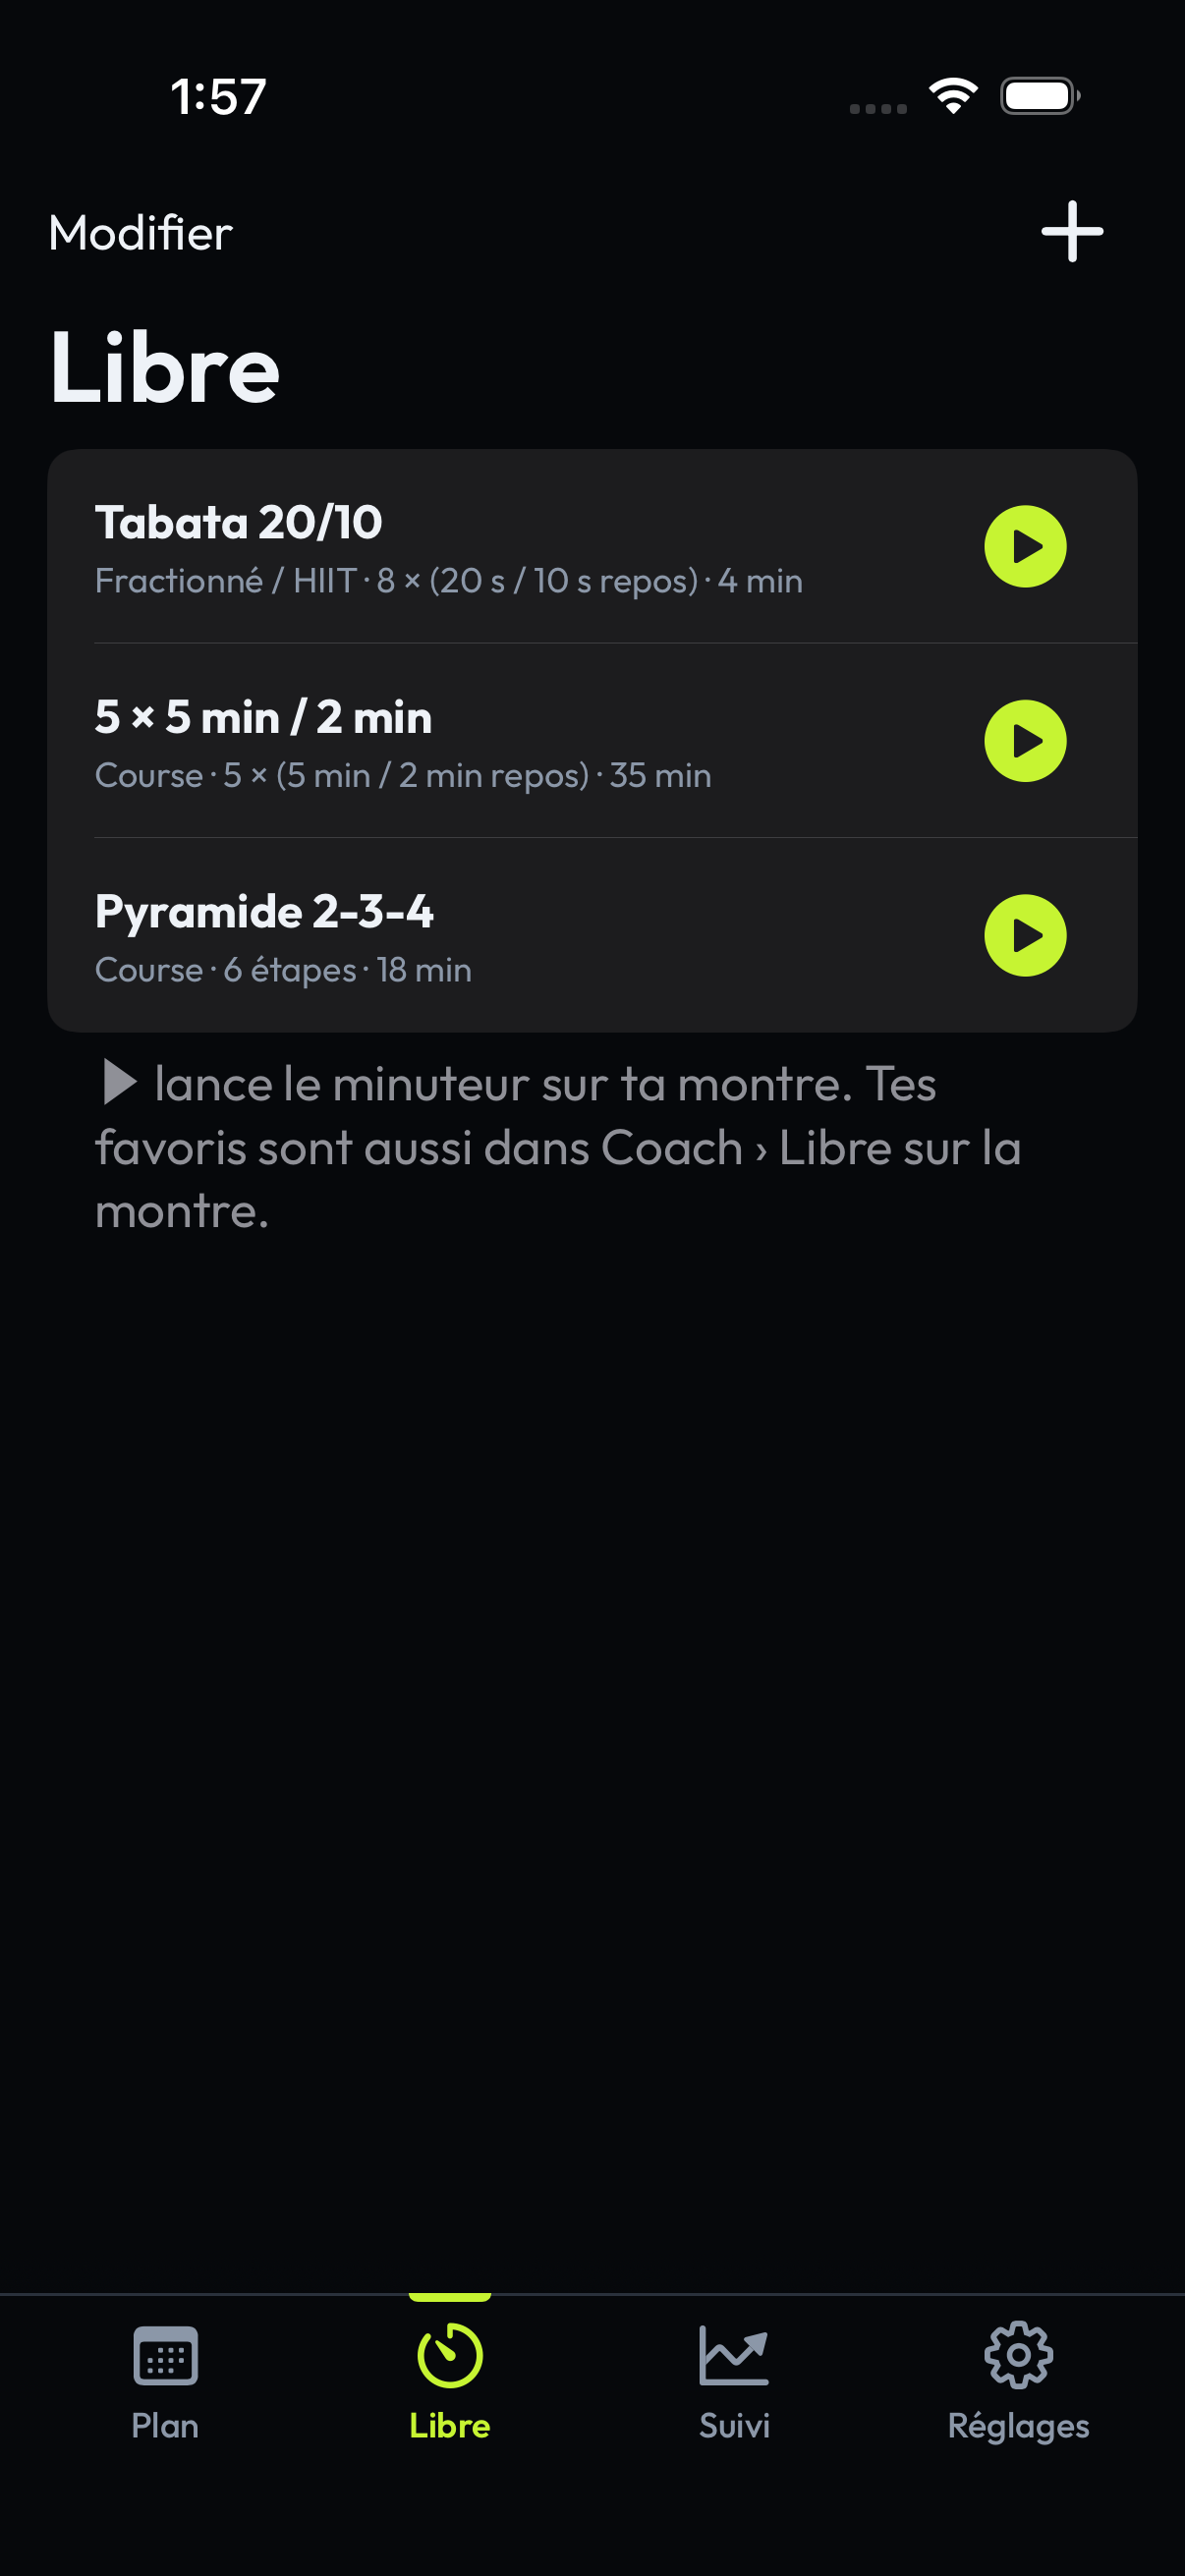 1:57
Modifier
Libre
Tabata 20/10
Fractionné / HIIT · 8 × (20 s / 10 s repos) · 4 min
5 × 5 min / 2 min
Course · 5 × (5 min / 2 min repos) · 35 min
Pyramide 2-3-4
Course · 6 étapes · 18 min
lance le minuteur sur ta montre. Tes
favoris sont aussi dans Coach › Libre sur la
montre.
Plan
Libre
Suivi
Réglages